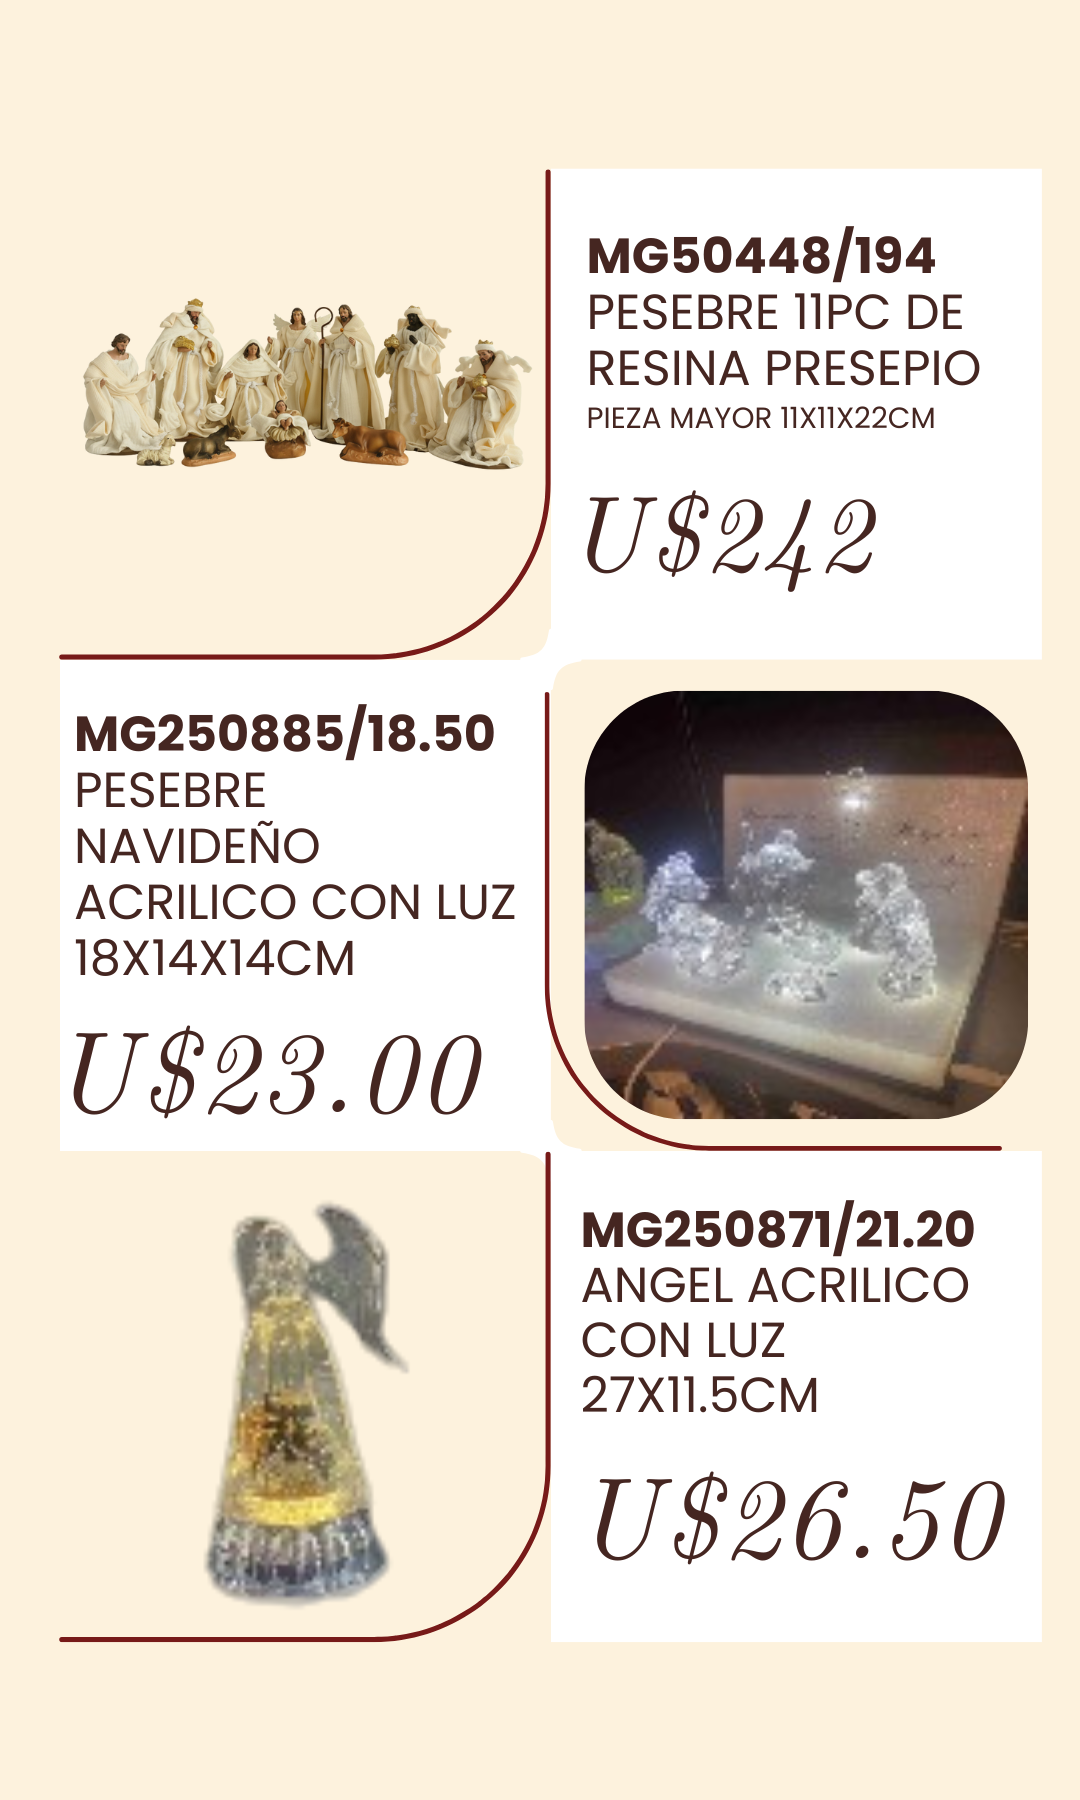 MG50448/194
PESEBRE 11PC DE
RESINA PRESEPIO
PIEZA MAYOR 11X11X22CM
U$242
MG250885/18.50
PESEBRE
NAVIDEÑO
ACRILICO CON LUZ
18X14X14CM
U$23.00
MG250871/21.20
ANGEL ACRILICO
CON LUZ
27X11.5CM
U$26.50